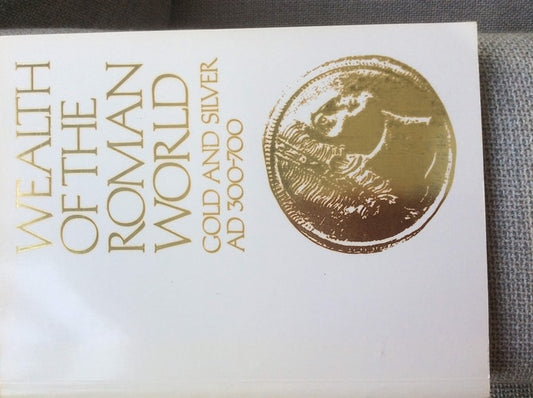 WEALTH
OF THE
ROMAN
WORLD
GOLD AND SILVER
AD 300-700